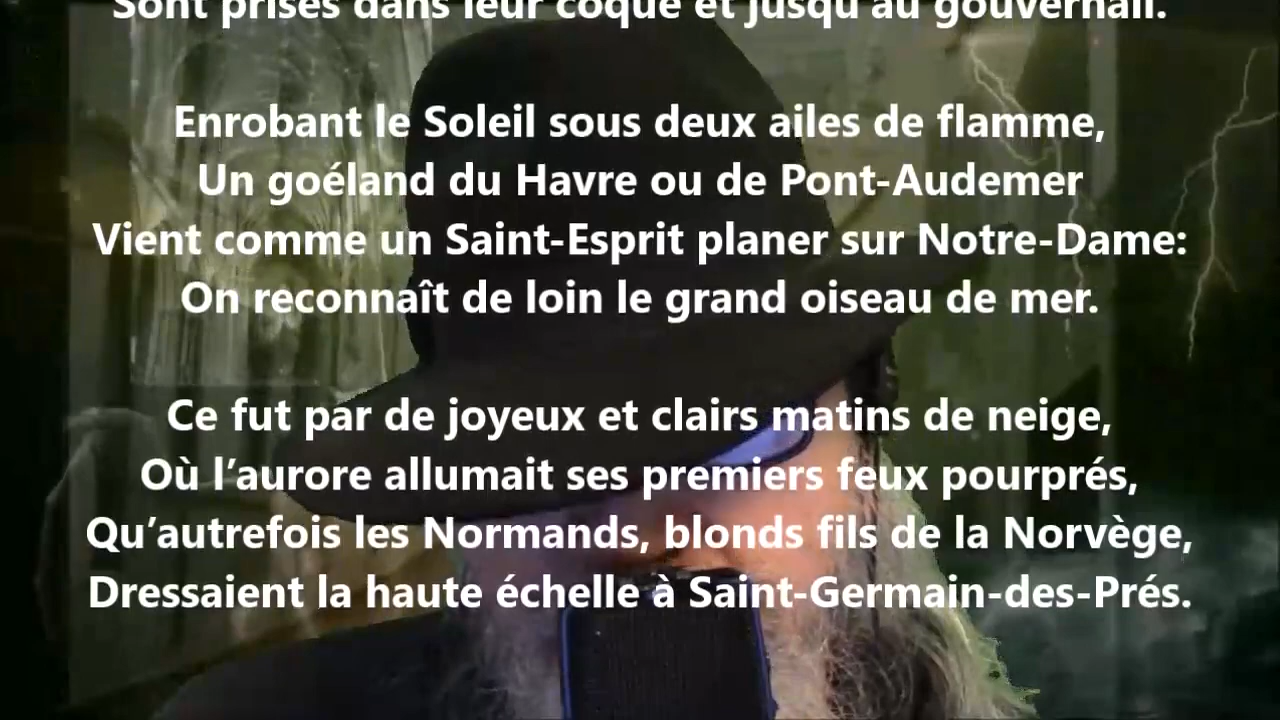 Sont prises dans leur coque et jusqu'au gouvernail.
Enrobant le Soleil sous deux ailes de flamme,
Un goéland du Havre ou de Pont-Audemer
Vient comme un Saint-Esprit planer sur Notre-Dame:
On reconnaît de loin le grand oiseau de mer.
Ce fut par de joyeux et clairs matins de neige,
Où l’aurore allumait ses premiers feux pourprés,
Qu’autrefois les Normands, blonds fils de la Norvège,
Dressaient la haute échelle à Saint-Germain-des-Prés.